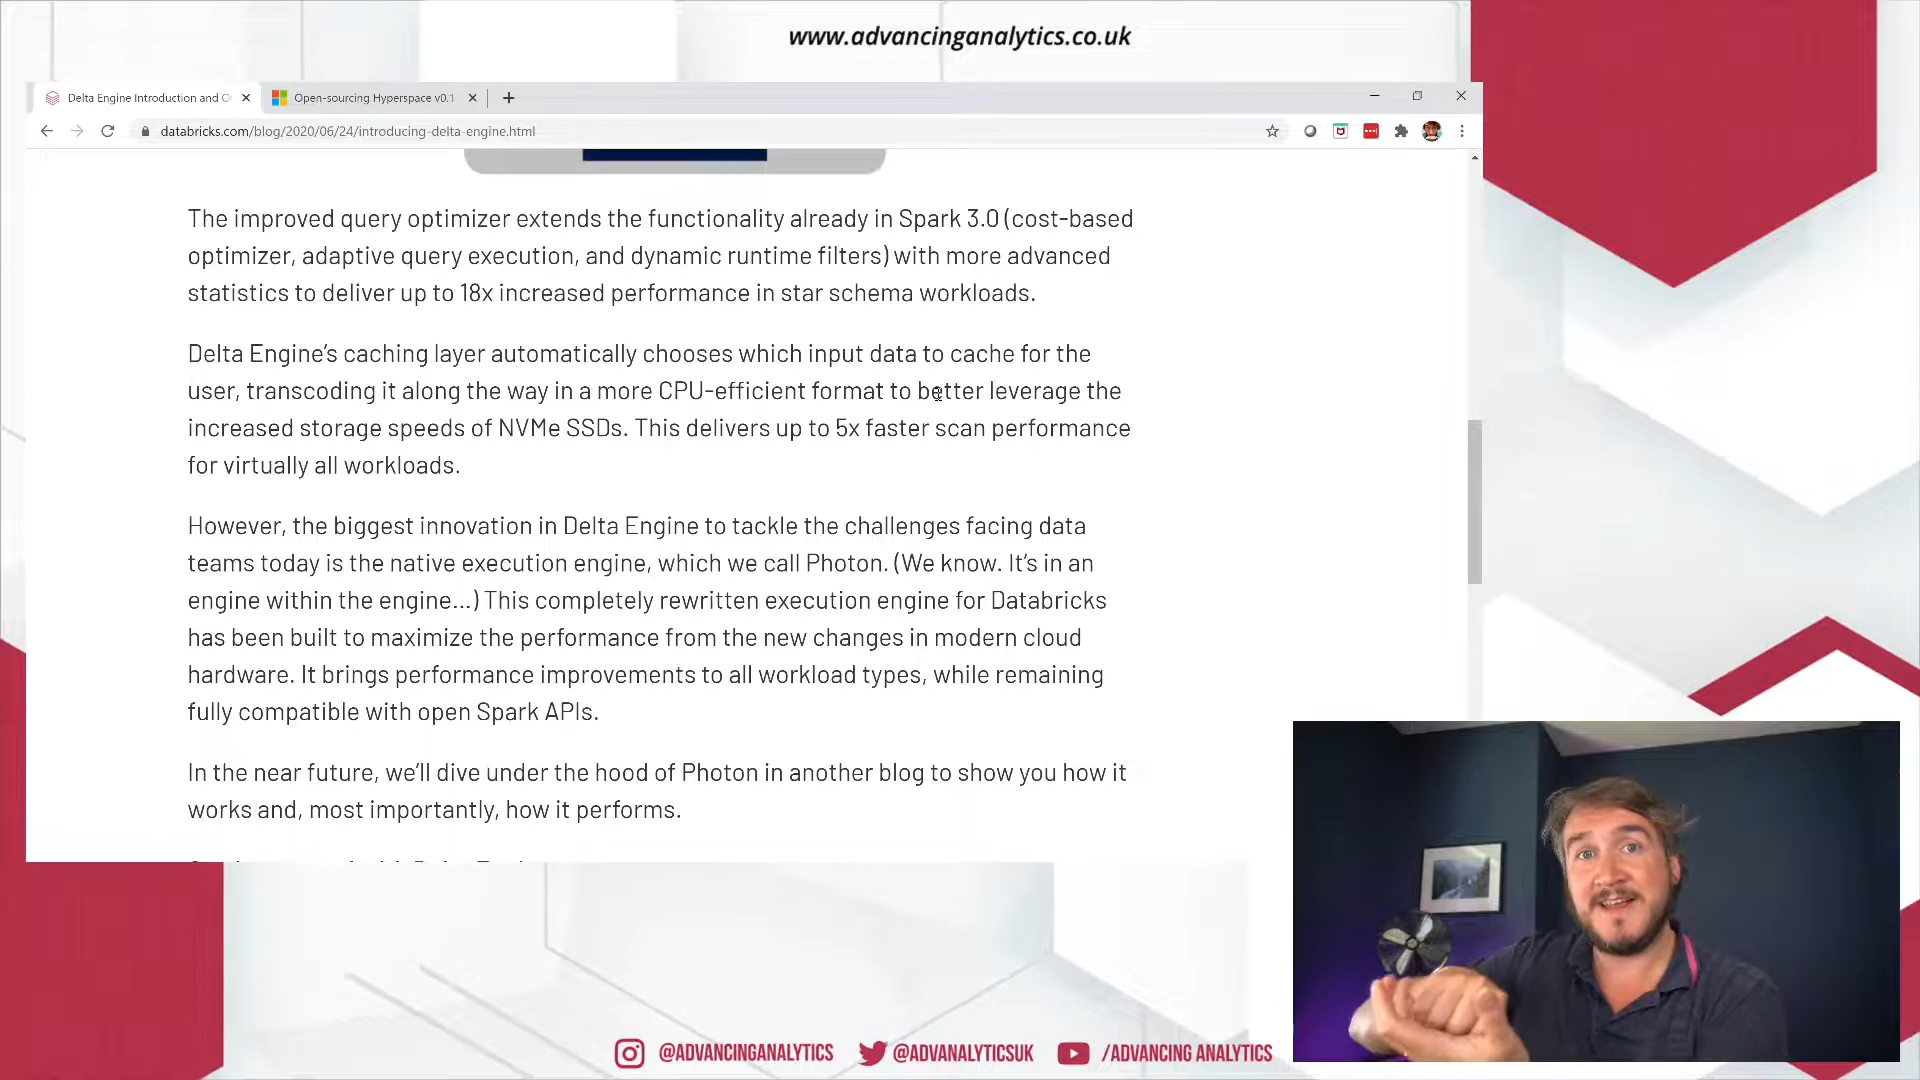 www.advancinganalytics.co.uk
Delta Engine Introduction and O
Open-sourcing Hyperspace v0.1
databricks.com/blog/2020/06/24/introducing-delta-engine.html
The improved query optimizer extends the functionality already in Spark 3.0 (cost-based
optimizer, adaptive query execution, and dynamic runtime filters) with more advanced
statistics to deliver up to 18x increased performance in star schema workloads.
Delta Engine’s caching layer automatically chooses which input data to cache for the
user, transcoding it along the way in a more CPU-efficient format to better leverage the
increased storage speeds of NVMe SSDs. This delivers up to 5x faster scan performance
for virtually all workloads.
However, the biggest innovation in Delta Engine to tackle the challenges facing data
teams today is the native execution engine, which we call Photon. (We know. It’s in an
engine within the engine…) This completely rewritten execution engine for Databricks
has been built to maximize the performance from the new changes in modern cloud
hardware. It brings performance improvements to all workload types, while remaining
fully compatible with open Spark APIs.
In the near future, we’ll dive under the hood of Photon in another blog to show you how it
works and, most importantly, how it performs.
@ADVANCINGANALYTICS
@ADVANALYTICSUK
/ADVANCING ANALYTICS